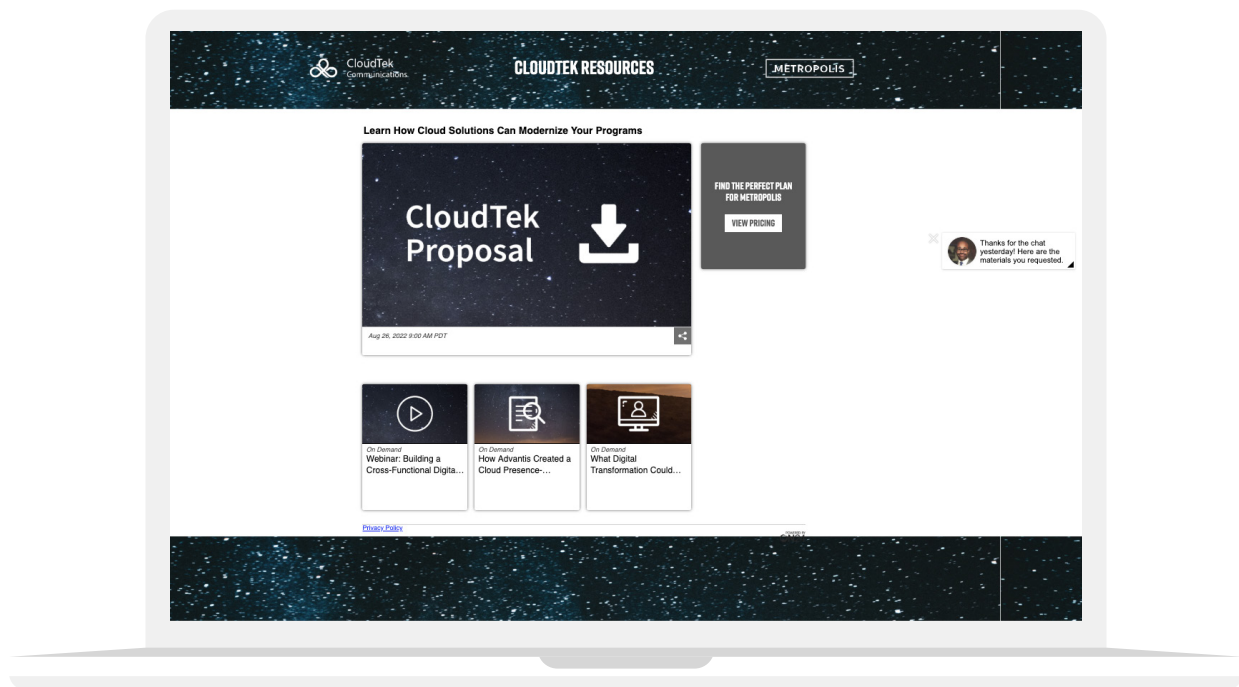 CloudTek
Communications
CLOUDTEK RESOURCES
METROPOLIS
Learn How Cloud Solutions Can Modernize Your Programs
CloudTek
Proposal
FIND THE PERFECT PLAN
FOR METROPOLIS
VIEW PRICING
Thanks for the chat
yesterday! Here are the
materials you requested.
Aug 26, 2022 9:00 AM PDT
On Demand
Webinar: Building a
Cross-Functional Digita...
On Demand
How Advantis Created a
Cloud Presence-...
On Demand
What Digital
Transformation Could...
Privacy Policy
POWERED BY